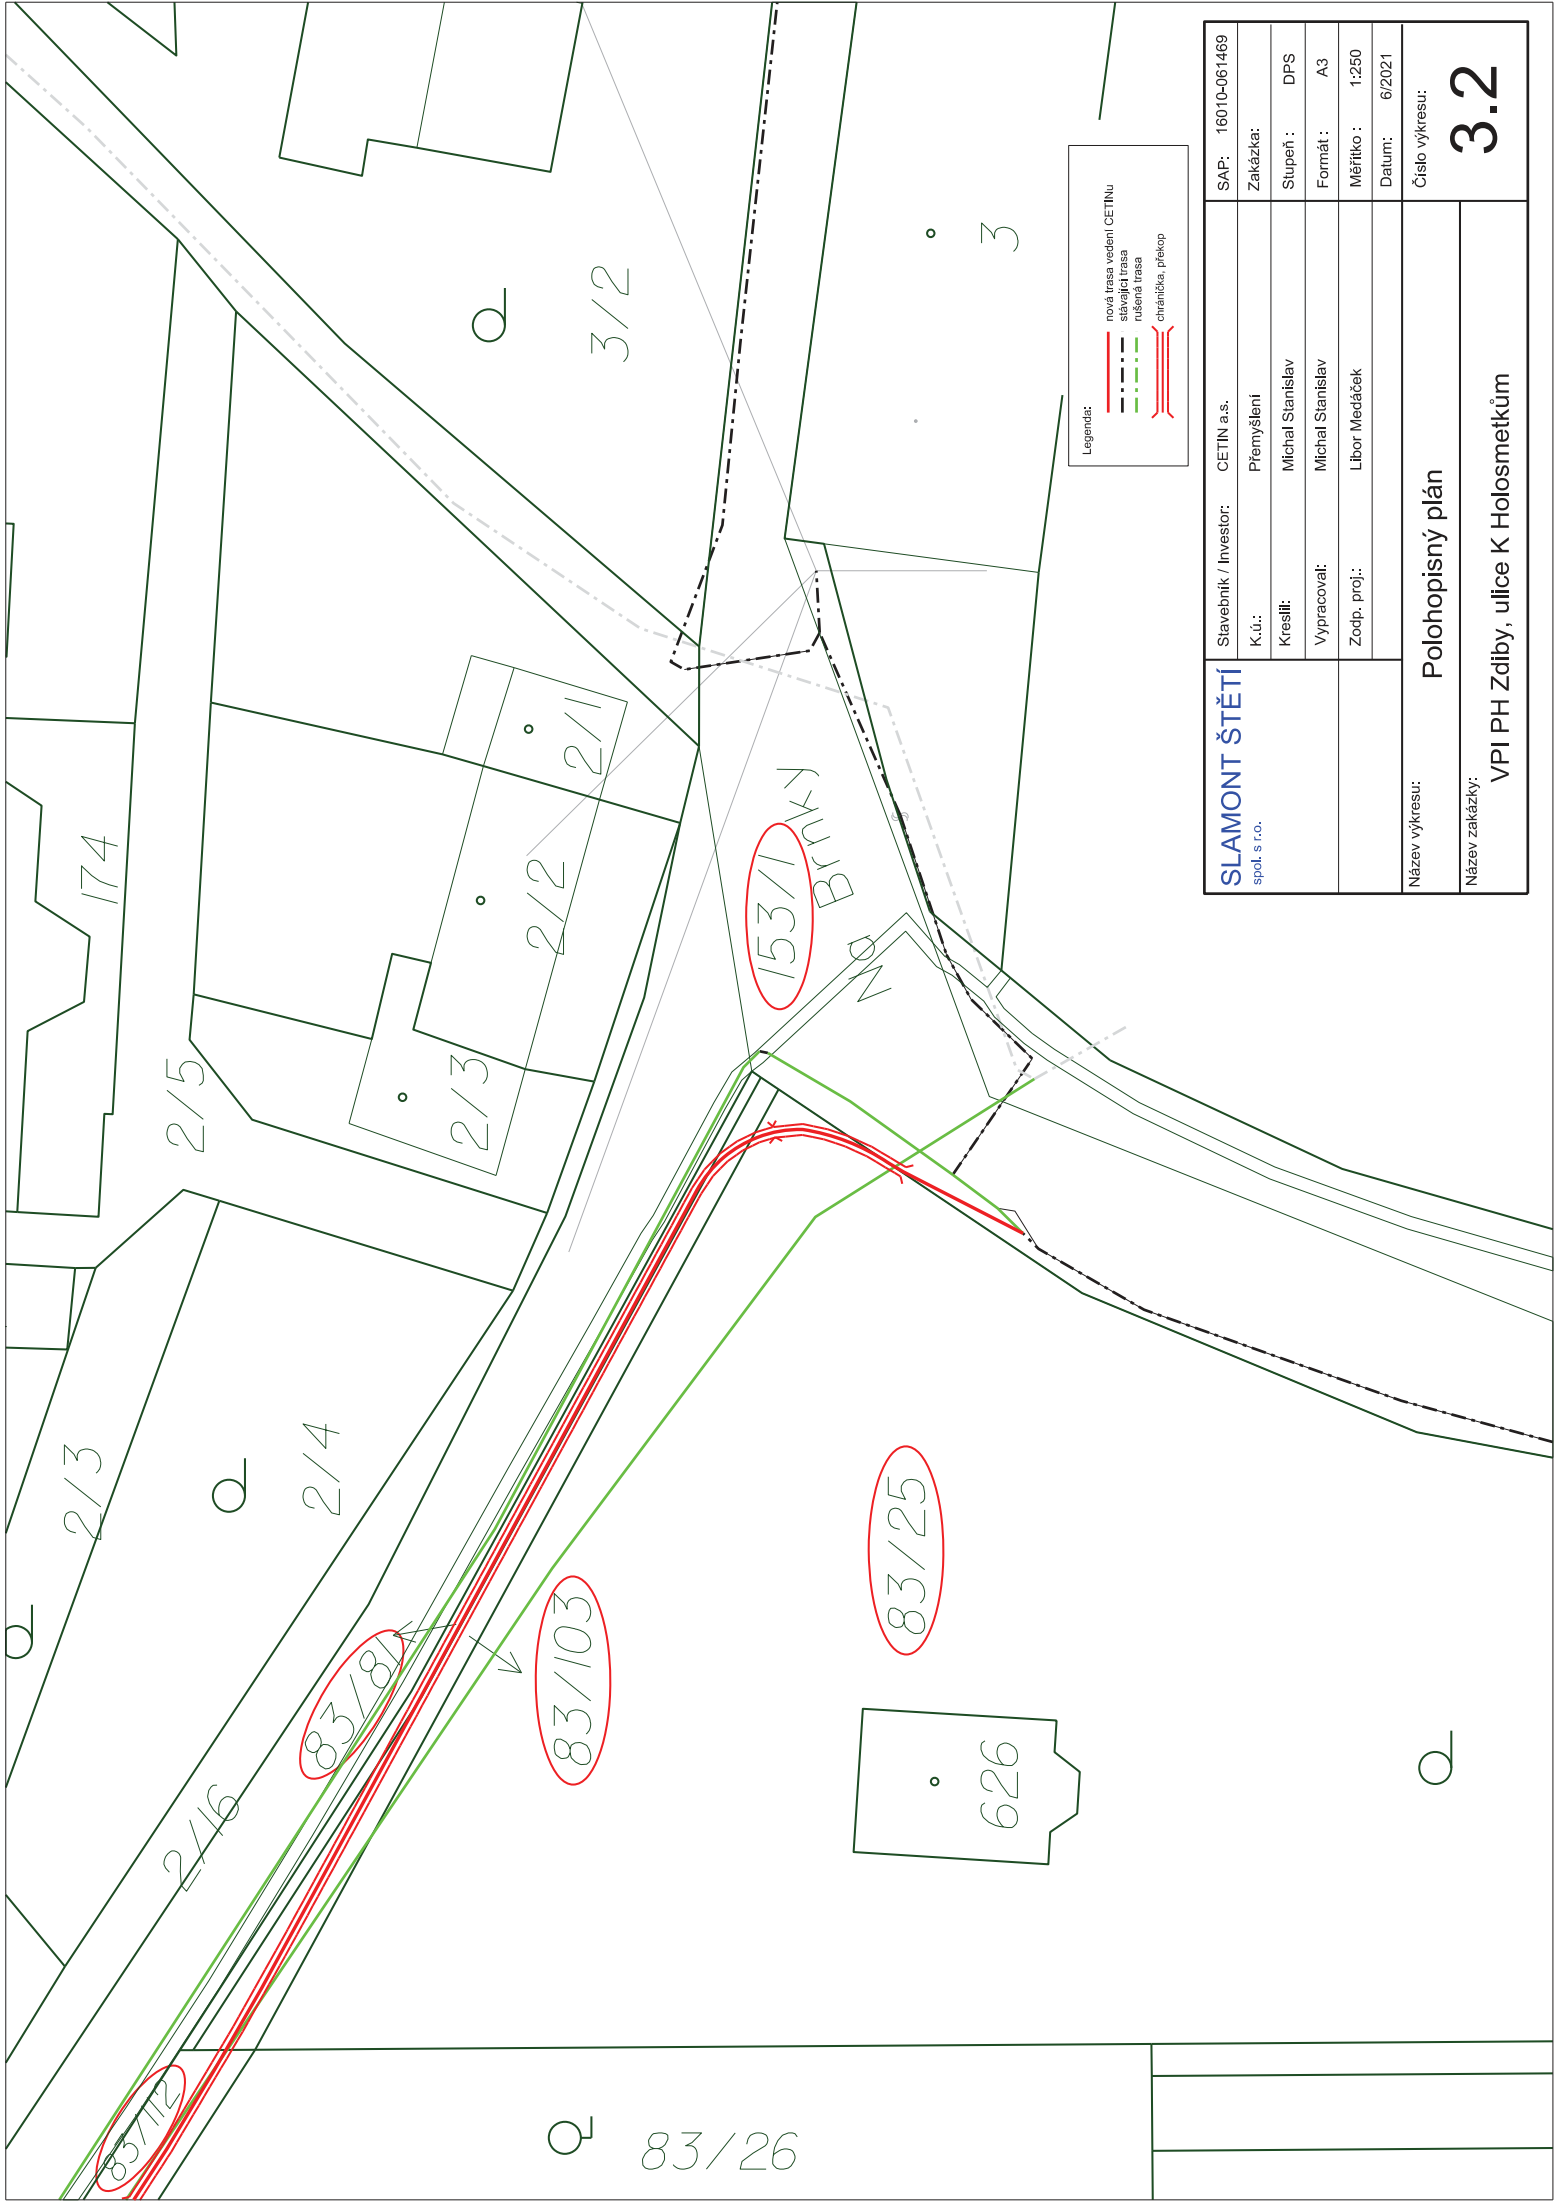 174
2/5
2/3
2/4
2/16
2/3
2/2
2/1
3/2
3
153/1
Na Brnky
83/81
83/103
83/25
83/112
83/26
626
Legenda:
nová trasa vedení CETINu
stávající trasa
rušená trasa
chránička, překop
SLAMONT ŠTĚTÍ
spol. s r.o.
Stavebník / Investor: CETIN a.s.
SAP: 16010-061469
K.ú.: Přemyšlení
Zakázka:
Kreslil: Michal Stanislav
Stupeň : DPS
Vypracoval: Michal Stanislav
Formát : A3
Zodp. proj.: Libor Medáček
Měřítko : 1:250
Datum: 6/2021
Název výkresu:
Polohopisný plán
Číslo výkresu:
3.2
Název zakázky:
VPI PH Zdiby, ulice K Holosmetkům